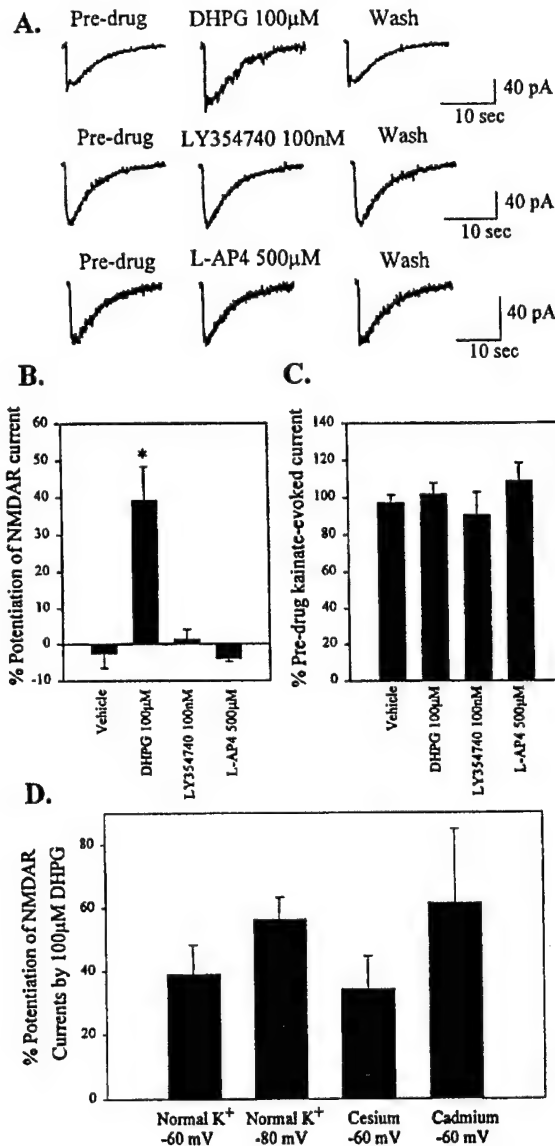 A.
Pre-drug DHPG 100µM Wash
40 pA
10 sec
Pre-drug LY354740 100nM Wash
40 pA
10 sec
Pre-drug L-AP4 500µM Wash
40 pA
10 sec
B.
% Potentiation of NMDAR current
60
50
40
30
20
10
0
-10
*
Vehicle
DHPG 100µM
LY354740 100nM
L-AP4 500µM
C.
% Pre-drug kainate-evoked current
140
120
100
80
60
40
20
0
Vehicle
DHPG 100µM
LY354740 100nM
L-AP4 500µM
D.
% Potentiation of NMDAR
Currents by 100µM DHPG
80
60
40
20
0
Normal K⁺ Normal K⁺ Cesium Cadmium
-60 mV -80 mV -60 mV -60 mV